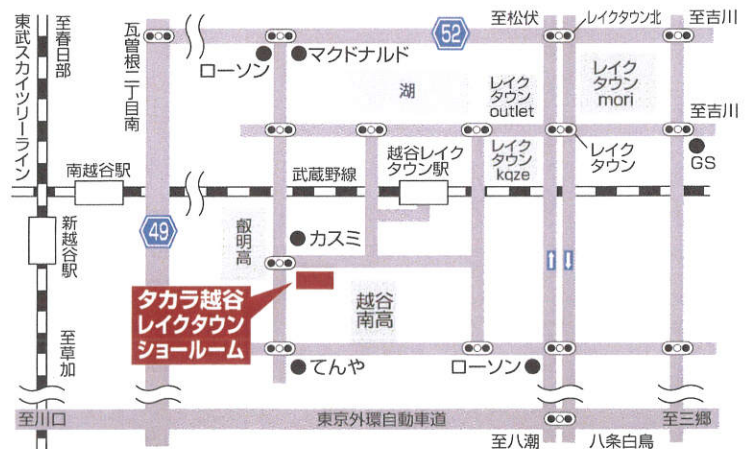 東武スカイツリーライン
至春日部
瓦曽根二丁目南
ローソン
マクドナルド
52
至松伏
レイクタウン北
至吉川
湖
レイク
タウン
outlet
レイク
タウン
mori
至吉川
南越谷駅
武蔵野線
越谷レイク
タウン駅
レイク
タウン
kaze
レイク
タウン
GS
新越谷駅
49
叡明高
カスミ
タカラ越谷
レイクタウン
ショールーム
越谷
南高
至草加
てんや
ローソン
至川口
東京外環自動車道
至三郷
至八潮
八条白鳥